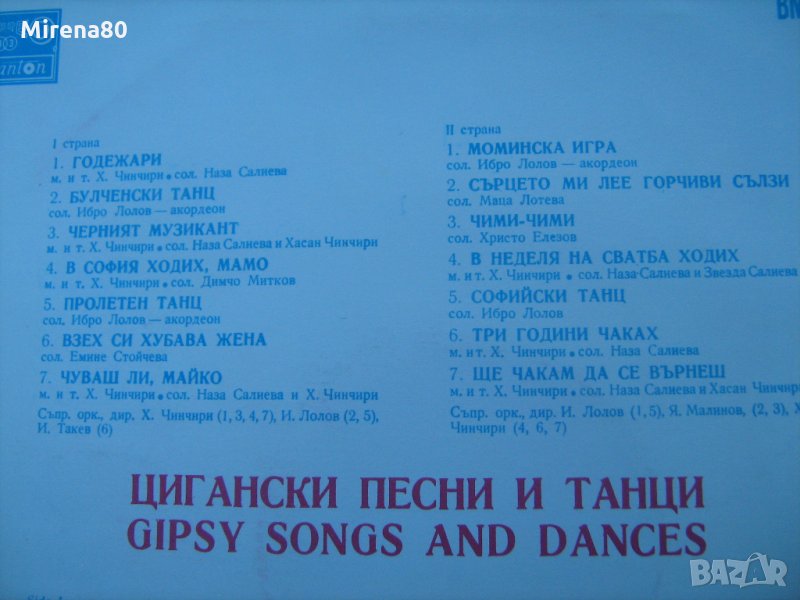 Mirena80
anton
BN
I страна
1. ГОДЕЖАРИ
м. и т. Х. Чинчири • сол. Наза Салиева
2. БУЛЧЕНСКИ ТАНЦ
сол. Ибро Лолов — акордеон
3. ЧЕРНИЯТ МУЗИКАНТ
м. и т. Х. Чинчири • сол. Наза Салиева и Хасан Чинчири
4. В СОФИЯ ХОДИХ, МАМО
м. и т. Х. Чинчири • сол. Димчо Митков
5. ПРОЛЕТЕН ТАНЦ
сол. Ибро Лолов — акордеон
6. ВЗЕХ СИ ХУБАВА ЖЕНА
сол. Емине Стойчева
7. ЧУВАШ ЛИ, МАЙКО
м. и т. Х. Чинчири • сол. Наза Салиева и Х. Чинчири
Съпр. орк., дир. Х. Чинчири (1, 3, 4, 7), И. Лолов (2, 5),
И. Такев (6)
II страна
1. МОМИНСКА ИГРА
сол. Ибро Лолов — акордеон
2. СЪРЦЕТО МИ ЛЕЕ ГОРЧИВИ СЪЛЗИ
сол. Маца Лотева
3. ЧИМИ-ЧИМИ
сол. Христо Елезов
4. В НЕДЕЛЯ НА СВАТБА ХОДИХ
м. и т. Х. Чинчири • сол. Наза Салиева и Звезда Салиева
5. СОФИЙСКИ ТАНЦ
сол. Ибро Лолов
6. ТРИ ГОДИНИ ЧАКАХ
м. и т. Х. Чинчири • сол. Наза Салиева
7. ЩЕ ЧАКАМ ДА СЕ ВЪРНЕШ
м. и т. Х. Чинчири • сол. Наза Салиева и Хасан Чинчири
Съпр. орк., дир. И. Лолов (1, 5), Я. Малинов, (2, 3), Х.
Чинчири (4, 6, 7)
ЦИГАНСКИ ПЕСНИ И ТАНЦИ
GIPSY SONGS AND DANCES
BAZAR